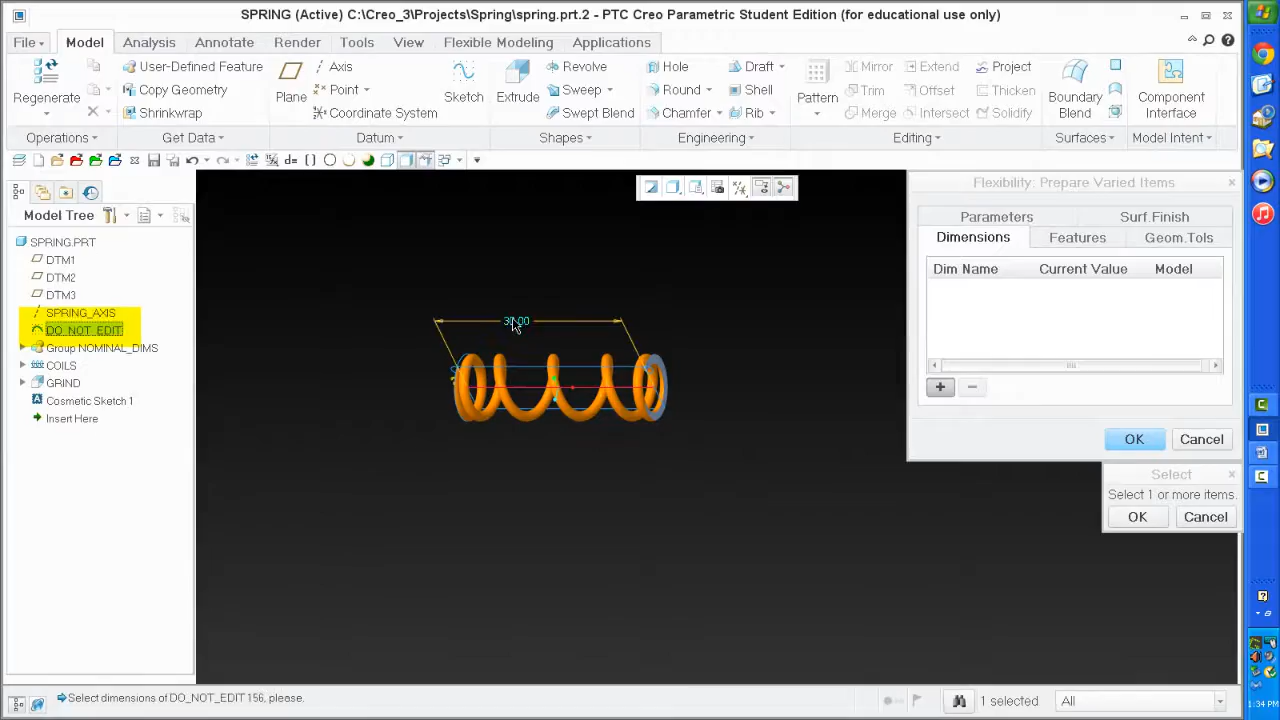 SPRING (Active) C:\Creo_3\Projects\Spring\spring.prt.2 - PTC Creo Parametric Student Edition (for educational use only)
File Model Analysis Annotate Render Tools View Flexible Modeling Applications
Regenerate
User-Defined Feature
Copy Geometry
Shrinkwrap
Plane
Axis
Point
Coordinate System
Sketch
Extrude
Revolve
Sweep
Swept Blend
Hole
Round
Chamfer
Draft
Shell
Rib
Pattern
Mirror
Trim
Merge
Extend
Offset
Intersect
Project
Thicken
Solidify
Boundary
Blend
Component
Interface
Operations Get Data Datum Shapes Engineering Editing Surfaces Model Intent
Model Tree
SPRING.PRT
DTM1
DTM2
DTM3
SPRING_AXIS
DO_NOT_EDIT
Group NOMINAL_DIMS
COILS
GRIND
Cosmetic Sketch 1
Insert Here
Flexibility: Prepare Varied Items
Parameters Surf.Finish
Dimensions Features Geom.Tols
Dim Name Current Value Model
OK Cancel
Select
Select 1 or more items.
OK Cancel
Select dimensions of DO_NOT_EDIT 156, please.
1 selected
All
1:34 PM